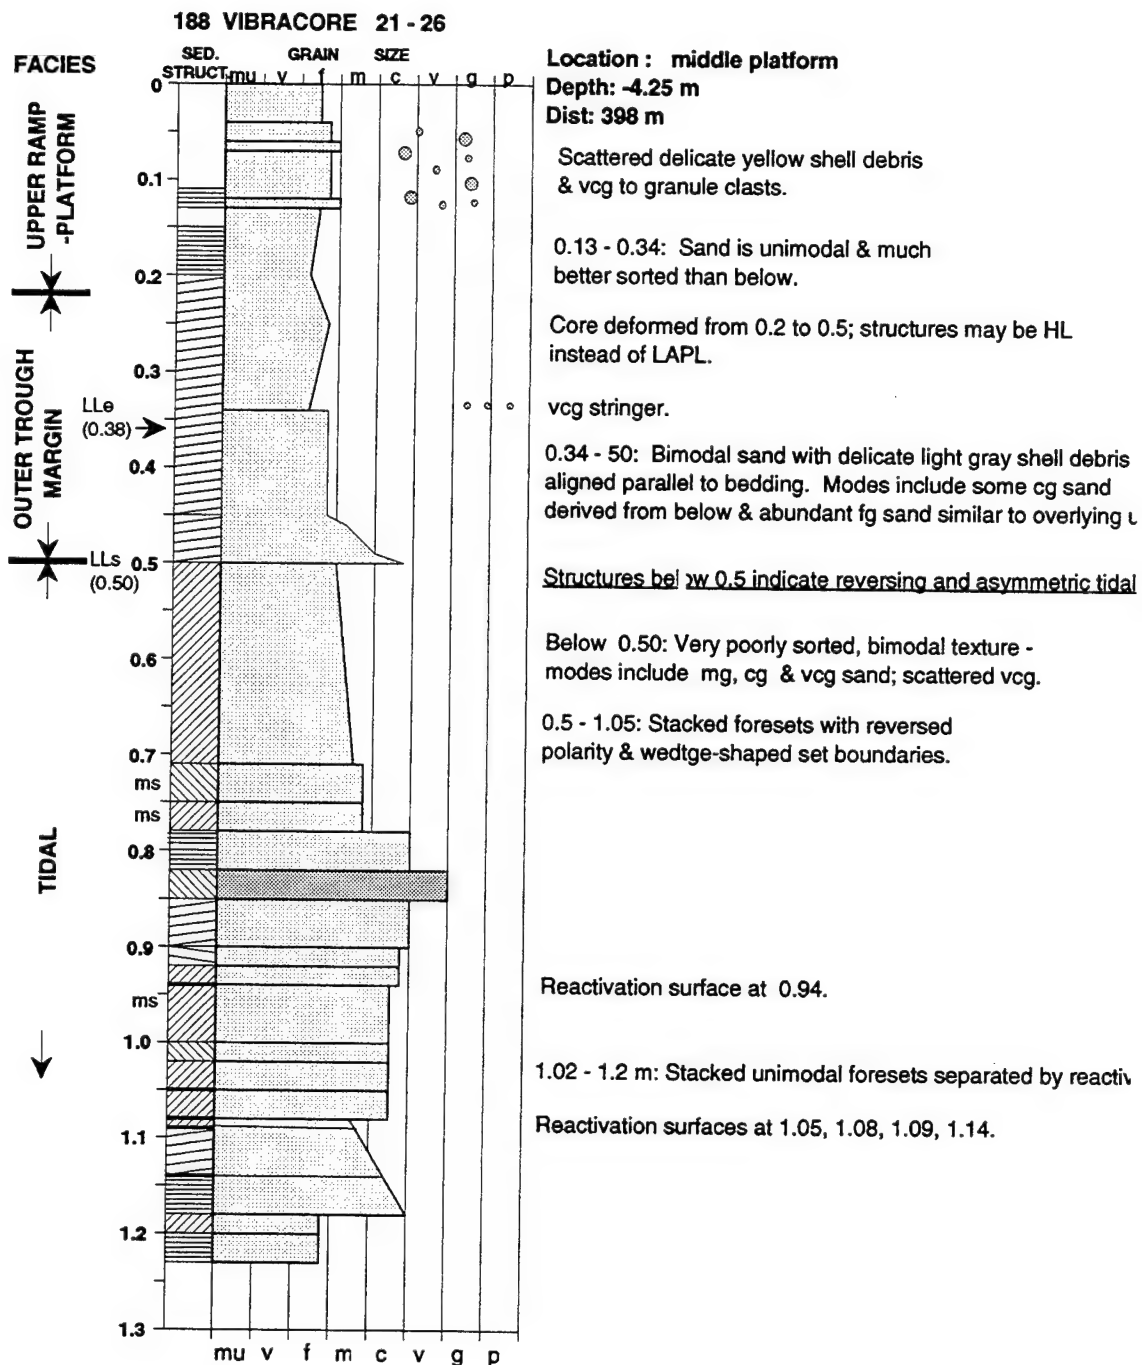 188 VIBRACORE 21 - 26
FACIES
SED.
STRUCT.
GRAIN SIZE
mu v f m c v g p
Location : middle platform
Depth: -4.25 m
Dist: 398 m
0
0.1
0.2
0.3
0.4
0.5
0.6
0.7
0.8
0.9
1.0
1.1
1.2
1.3
UPPER RAMP
-PLATFORM
OUTER TROUGH
MARGIN
TIDAL
LLe
(0.38)
LLs
(0.50)
ms
ms
ms
Scattered delicate yellow shell debris
& vcg to granule clasts.
0.13 - 0.34: Sand is unimodal & much
better sorted than below.
Core deformed from 0.2 to 0.5; structures may be HL
instead of LAPL.
vcg stringer.
0.34 - 50: Bimodal sand with delicate light gray shell debris
aligned parallel to bedding. Modes include some cg sand
derived from below & abundant fg sand similar to overlying
Structures below 0.5 indicate reversing and asymmetric tidal
Below 0.50: Very poorly sorted, bimodal texture -
modes include mg, cg & vcg sand; scattered vcg.
0.5 - 1.05: Stacked foresets with reversed
polarity & wedtge-shaped set boundaries.
Reactivation surface at 0.94.
1.02 - 1.2 m: Stacked unimodal foresets separated by
Reactivation surfaces at 1.05, 1.08, 1.09, 1.14.
mu v f m c v g p